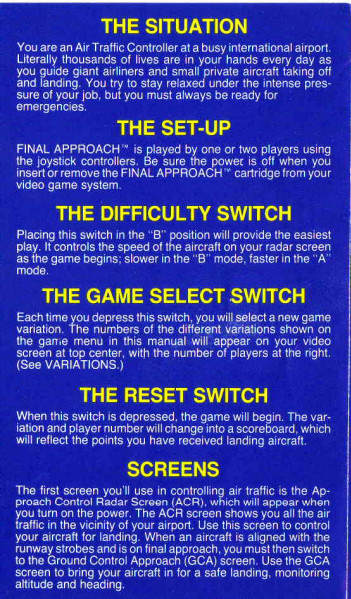 THE SITUATION
You are an Air Traffic Controller at a busy international airport.
Literally thousands of lives are in your hands every day as
you guide giant airliners and small private aircraft taking off
and landing. You try to stay relaxed under the intense pres-
sure of your job, but you must always be ready for
emergencies.
THE SET-UP
FINAL APPROACH™ is played by one or two players using
the joystick controllers. Be sure the power is off when you
insert or remove the FINAL APPROACH™ cartridge from your
video game system.
THE DIFFICULTY SWITCH
Placing this switch in the "B" position will provide the easiest
play. It controls the speed of the aircraft on your radar screen
as the game begins; slower in the "B" mode, faster in the "A"
mode.
THE GAME SELECT SWITCH
Each time you depress this switch, you will select a new game
variation. The numbers of the different variations shown on
the game menu in this manual will appear on your video
screen at top center, with the number of players at the right.
(See VARIATIONS.)
THE RESET SWITCH
When this switch is depressed, the game will begin. The var-
iation and player number will change into a scoreboard, which
will reflect the points you have received landing aircraft.
SCREENS
The first screen you'll use in controlling air traffic is the Ap-
proach Control Radar Screen (ACR), which will appear when
you turn on the power. The ACR screen shows you all the air
traffic in the vicinity of your airport. Use this screen to control
your aircraft for landing. When an aircraft is aligned with the
runway strobes and is on final approach, you must then switch
to the Ground Control Approach (GCA) screen. Use the GCA
screen to bring your aircraft in for a safe landing, monitoring
altitude and heading.